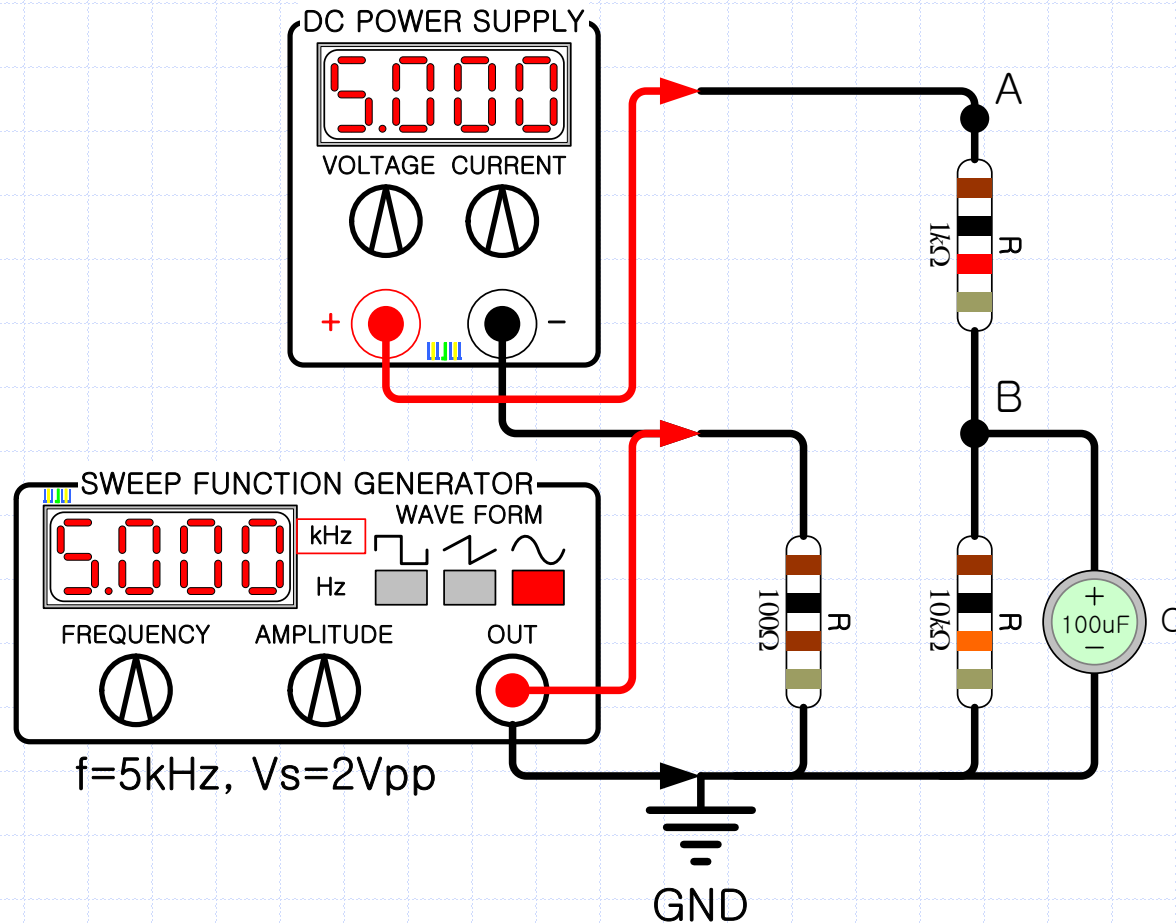 DC POWER SUPPLY
5.000
VOLTAGE CURRENT
+ −
A
1kΩ R
B
SWEEP FUNCTION GENERATOR
5.000
kHz
Hz
WAVE FORM
FREQUENCY AMPLITUDE OUT
100Ω R
10kΩ R
+
100uF
−
C
f=5kHz, Vs=2Vpp
GND